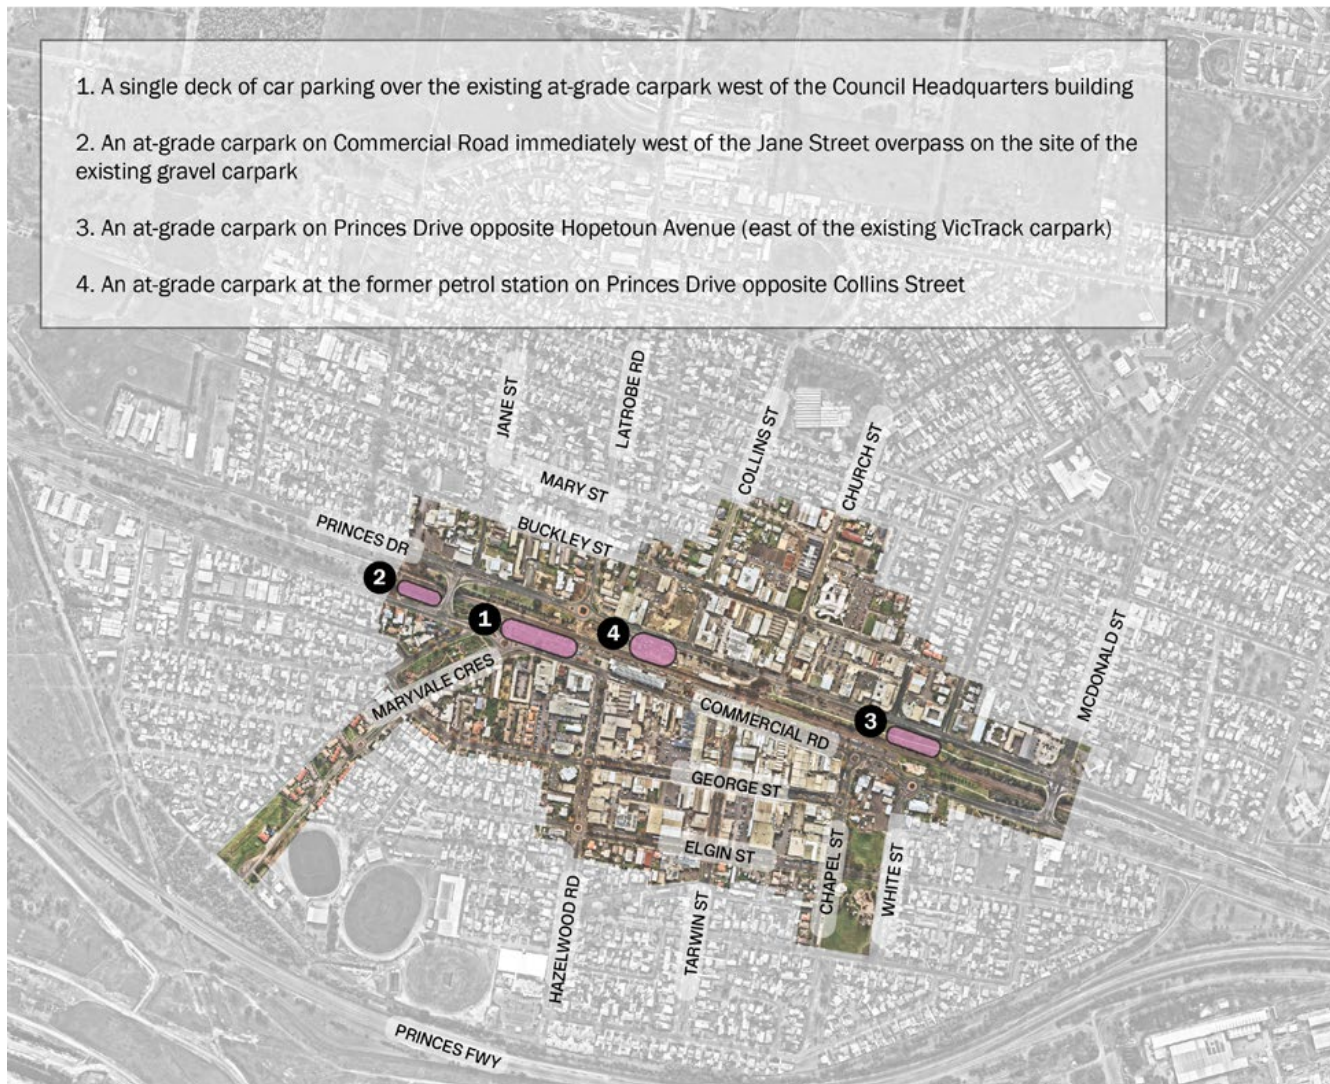 1. A single deck of car parking over the existing at-grade carpark west of the Council Headquarters building
2. An at-grade carpark on Commercial Road immediately west of the Jane Street overpass on the site of the
existing gravel carpark
3. An at-grade carpark on Princes Drive opposite Hopetoun Avenue (east of the existing VicTrack carpark)
4. An at-grade carpark at the former petrol station on Princes Drive opposite Collins Street
JANE ST
LATROBE RD
COLLINS ST
CHURCH ST
MARY ST
BUCKLEY ST
PRINCES DR
2
1
4
3
MARYVALE CRES
COMMERCIAL RD
MCDONALD ST
GEORGE ST
ELGIN ST
CHAPEL ST
WHITE ST
HAZELWOOD RD
TARWIN ST
PRINCES FWY